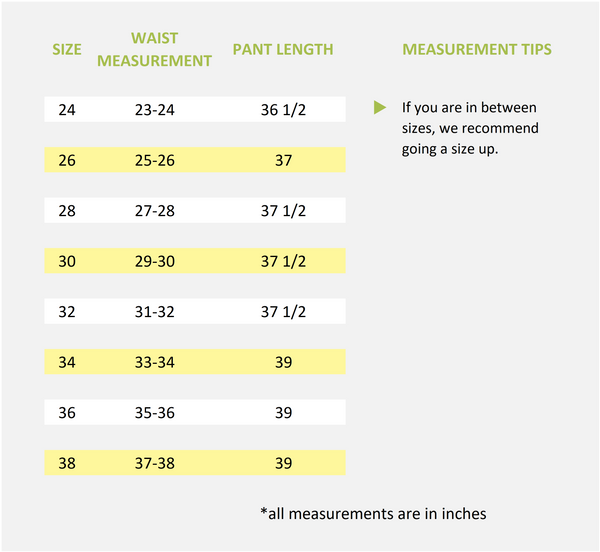 SIZE WAIST MEASUREMENT PANT LENGTH MEASUREMENT TIPS
24 23-24 36 1/2
26 25-26 37
28 27-28 37 1/2
30 29-30 37 1/2
32 31-32 37 1/2
34 33-34 39
36 35-36 39
38 37-38 39
If you are in between
sizes, we recommend
going a size up.
*all measurements are in inches